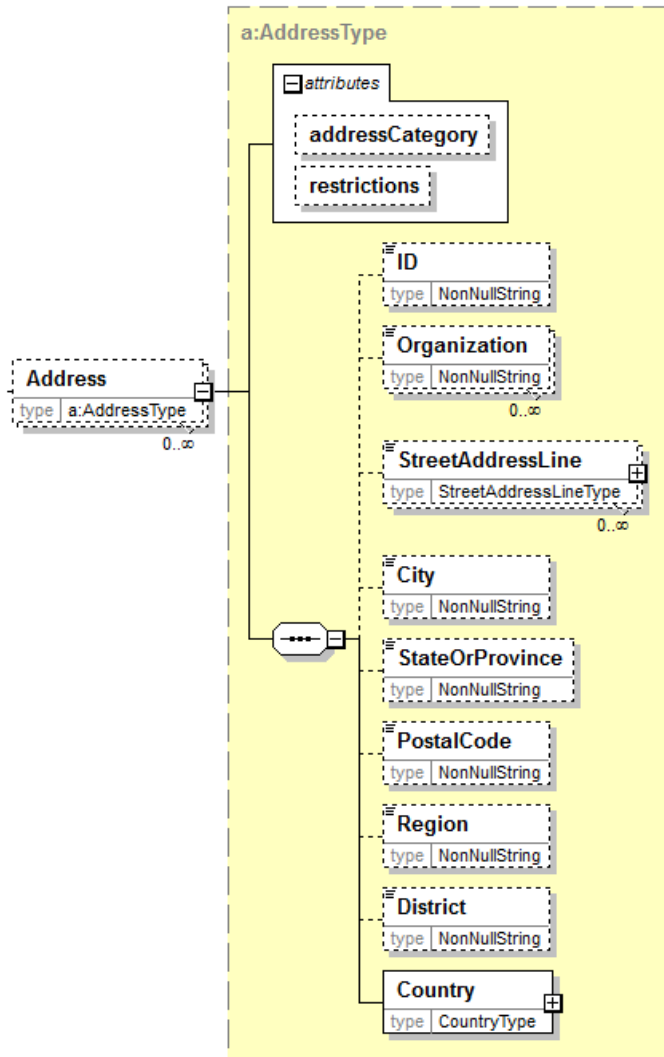 a:AddressType
attributes
addressCategory
restrictions
ID
type NonNullString
Organization
type NonNullString
0..∞
Address
type a:AddressType
0..∞
StreetAddressLine
type StreetAddressLineType
0..∞
City
type NonNullString
StateOrProvince
type NonNullString
PostalCode
type NonNullString
Region
type NonNullString
District
type NonNullString
Country
type CountryType